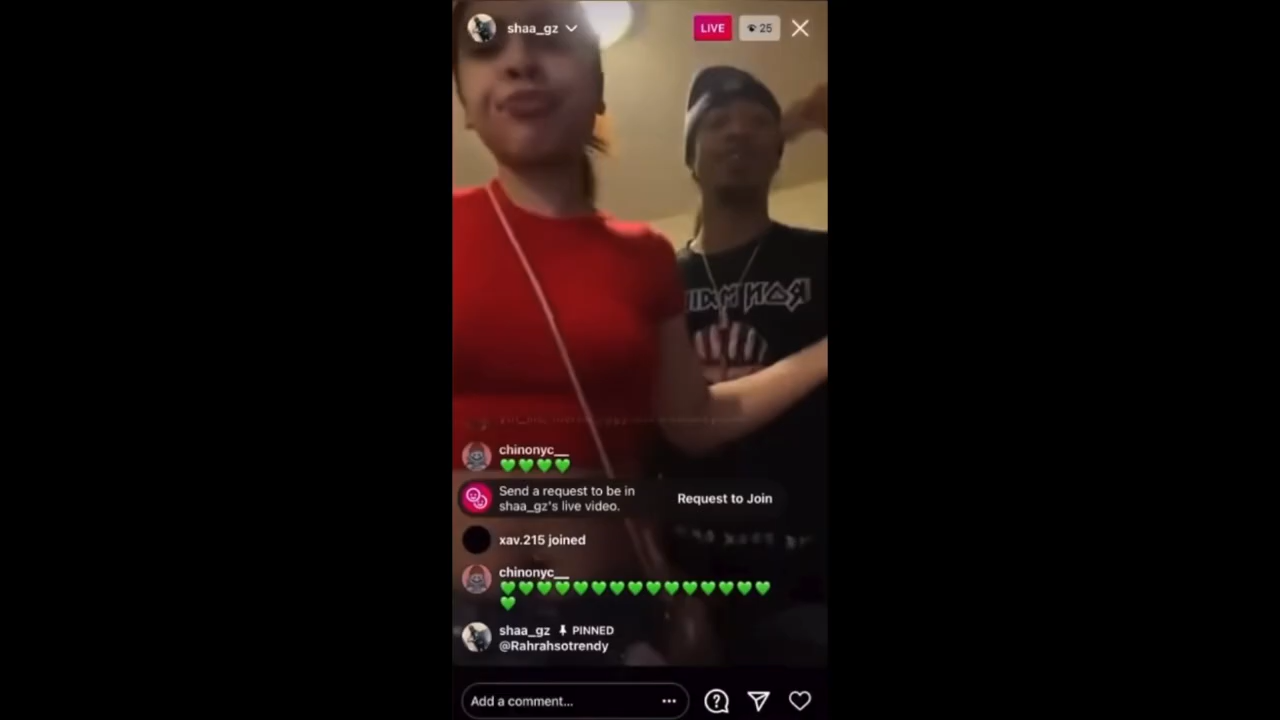 shaa_gz
LIVE
25
chinonyc__
💚💚💚💚
Send a request to be in
shaa_gz's live video.
Request to Join
xav.215 joined
chinonyc__
💚💚💚💚💚💚💚💚💚💚💚💚💚💚💚
💚
shaa_gz PINNED
@Rahrahsotrendy
Add a comment...